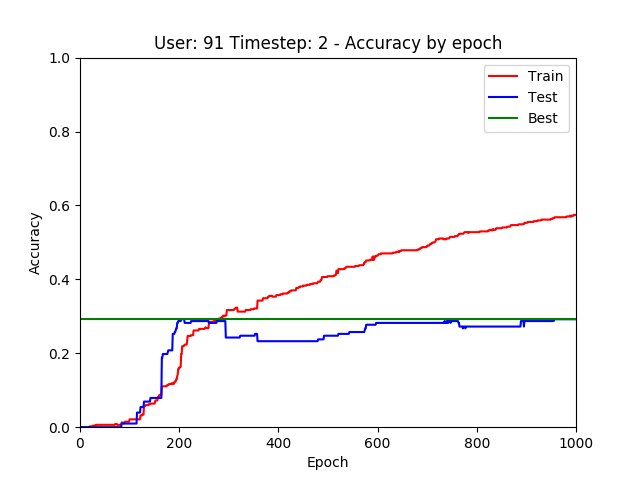 User: 91 Timestep: 2 - Accuracy by epoch
1.0
0.8
0.6
0.4
0.2
0.0
Accuracy
Train
Test
Best
0 200 400 600 800 1000
Epoch